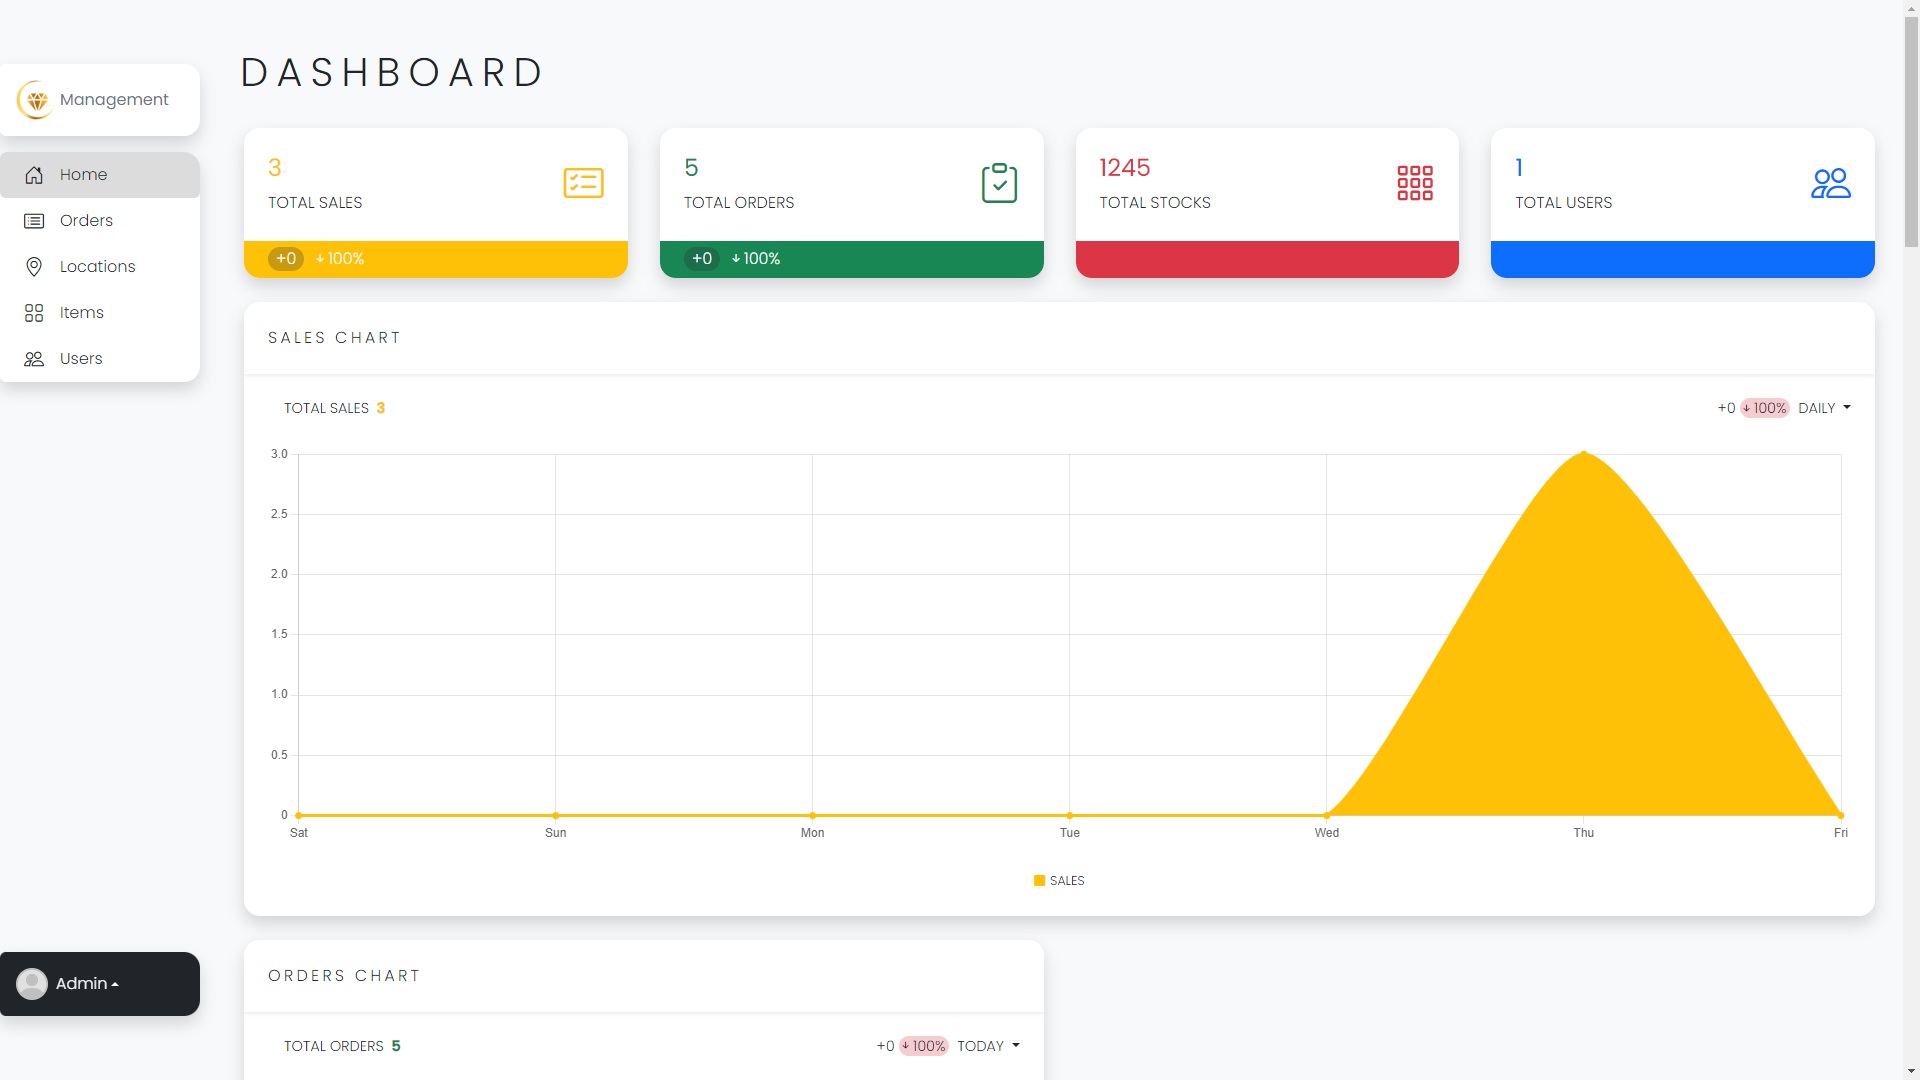 DASHBOARD
Management
Home
Orders
Locations
Items
Users
3
TOTAL SALES
+0 100%
5
TOTAL ORDERS
+0 100%
1245
TOTAL STOCKS
1
TOTAL USERS
SALES CHART
TOTAL SALES 3
+0 100% DAILY
3.0
2.5
2.0
1.5
1.0
0.5
0
Sat Sun Mon Tue Wed Thu Fri
SALES
ORDERS CHART
TOTAL ORDERS 5
+0 100% TODAY
Admin